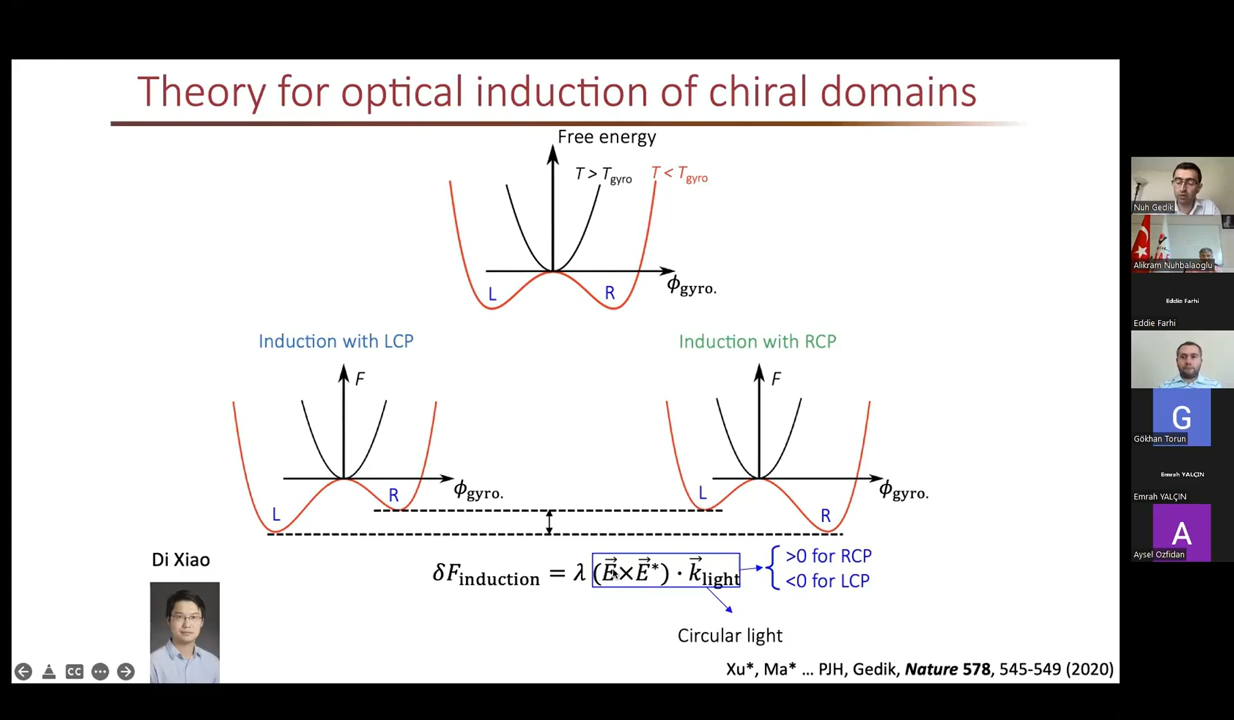 Theory for optical induction of chiral domains
Free energy
T > Tgyro
T < Tgyro
L
R
ϕgyro.
Induction with LCP
Induction with RCP
F
F
R
ϕgyro.
L
L
ϕgyro.
R
Di Xiao
δFinduction = λ (E⃗×E⃗*) · k⃗light
>0 for RCP
<0 for LCP
Circular light
CC
Xu*, Ma* ... PJH, Gedik, Nature 578, 545-549 (2020)
Nuh Gedik
Alikram Nuhbalaoglu
Eddie Farhi
Eddie Farhi
G
Gökhan Torun
Emrah YALÇIN
Emrah YALÇIN
A
Aysel Ozfidan